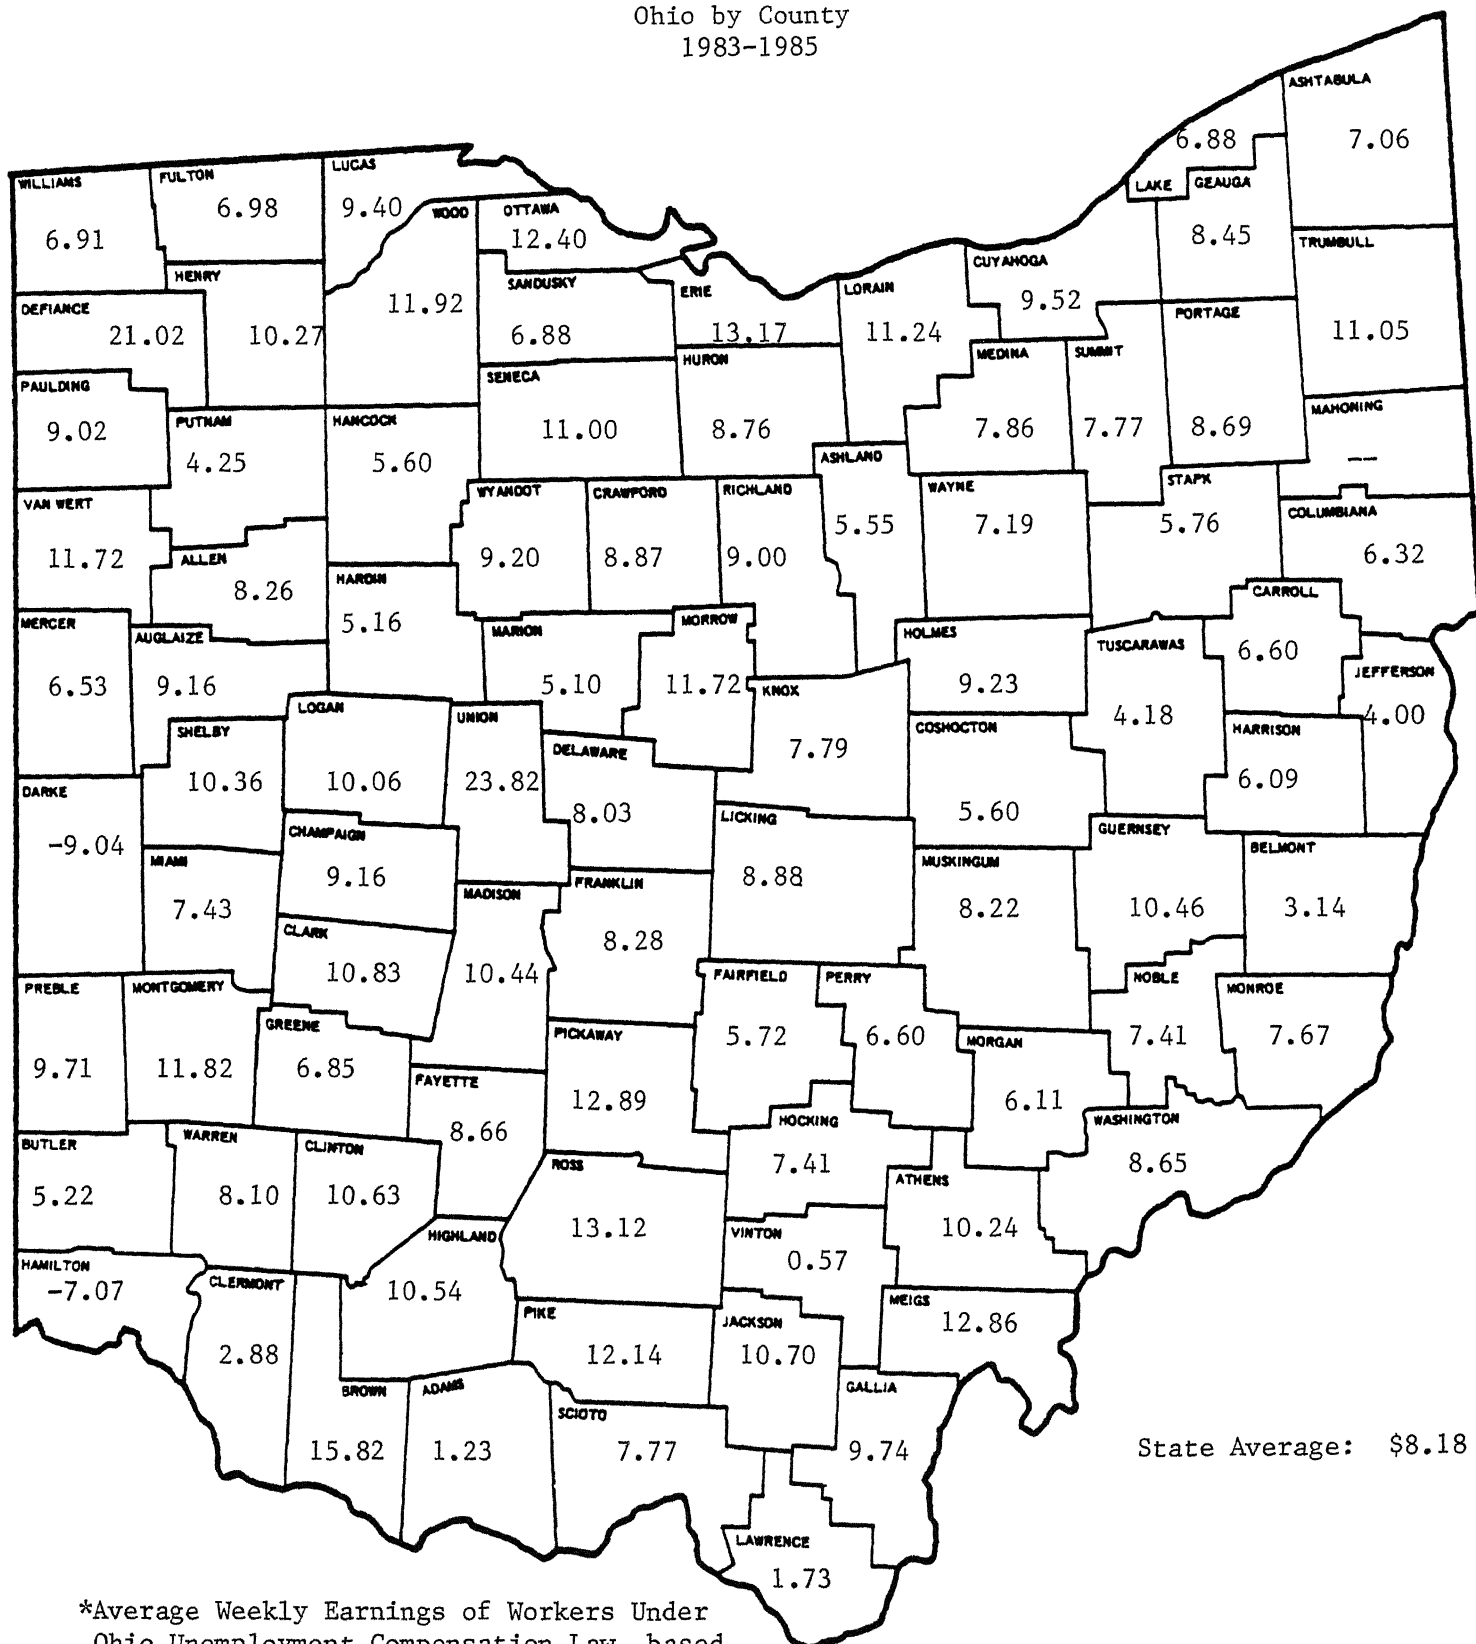 Ohio by County
1983-1985
ASHTABULA
7.06
6.88
LAKE
GEAUGA
8.45
WILLIAMS
6.91
FULTON
6.98
LUCAS
9.40
WOOD
11.92
OTTAWA
12.40
SANDUSKY
6.88
ERIE
13.17
LORAIN
11.24
CUYAHOGA
9.52
TRUMBULL
11.05
HENRY
10.27
DEFIANCE
21.02
PORTAGE
8.69
MEDINA
7.86
SUMMIT
7.77
HURON
8.76
SENECA
11.00
PAULDING
9.02
PUTNAM
4.25
HANCOCK
5.60
MAHONING
--
ASHLAND
5.55
VAN WERT
11.72
WYANDOT
9.20
CRAWFORD
8.87
RICHLAND
9.00
WAYNE
7.19
STARK
5.76
COLUMBIANA
6.32
ALLEN
8.26
HARDIN
5.16
CARROLL
6.60
MERCER
6.53
AUGLAIZE
9.16
MARION
5.10
MORROW
11.72
HOLMES
9.23
TUSCARAWAS
4.18
JEFFERSON
4.00
KNOX
7.79
LOGAN
10.06
UNION
23.82
SHELBY
10.36
COSHOCTON
5.60
HARRISON
6.09
DELAWARE
8.03
DARKE
-9.04
LICKING
8.88
CHAMPAIGN
9.16
GUERNSEY
10.46
BELMONT
3.14
MIAMI
7.43
MUSKINGUM
8.22
MADISON
10.44
FRANKLIN
8.28
CLARK
10.83
FAIRFIELD
5.72
PERRY
6.60
NOBLE
7.41
MONROE
7.67
PREBLE
9.71
MONTGOMERY
11.82
GREENE
6.85
PICKAWAY
12.89
MORGAN
6.11
FAYETTE
8.66
HOCKING
7.41
WASHINGTON
8.65
BUTLER
5.22
WARREN
8.10
CLINTON
10.63
ROSS
13.12
ATHENS
10.24
HIGHLAND
10.54
VINTON
0.57
HAMILTON
-7.07
CLERMONT
2.88
PIKE
12.14
JACKSON
10.70
MEIGS
12.86
BROWN
15.82
ADAMS
1.23
SCIOTO
7.77
GALLIA
9.74
State Average: $8.18
LAWRENCE
1.73
*Average Weekly Earnings of Workers Under
Ohio Unemployment Compensation Law, based